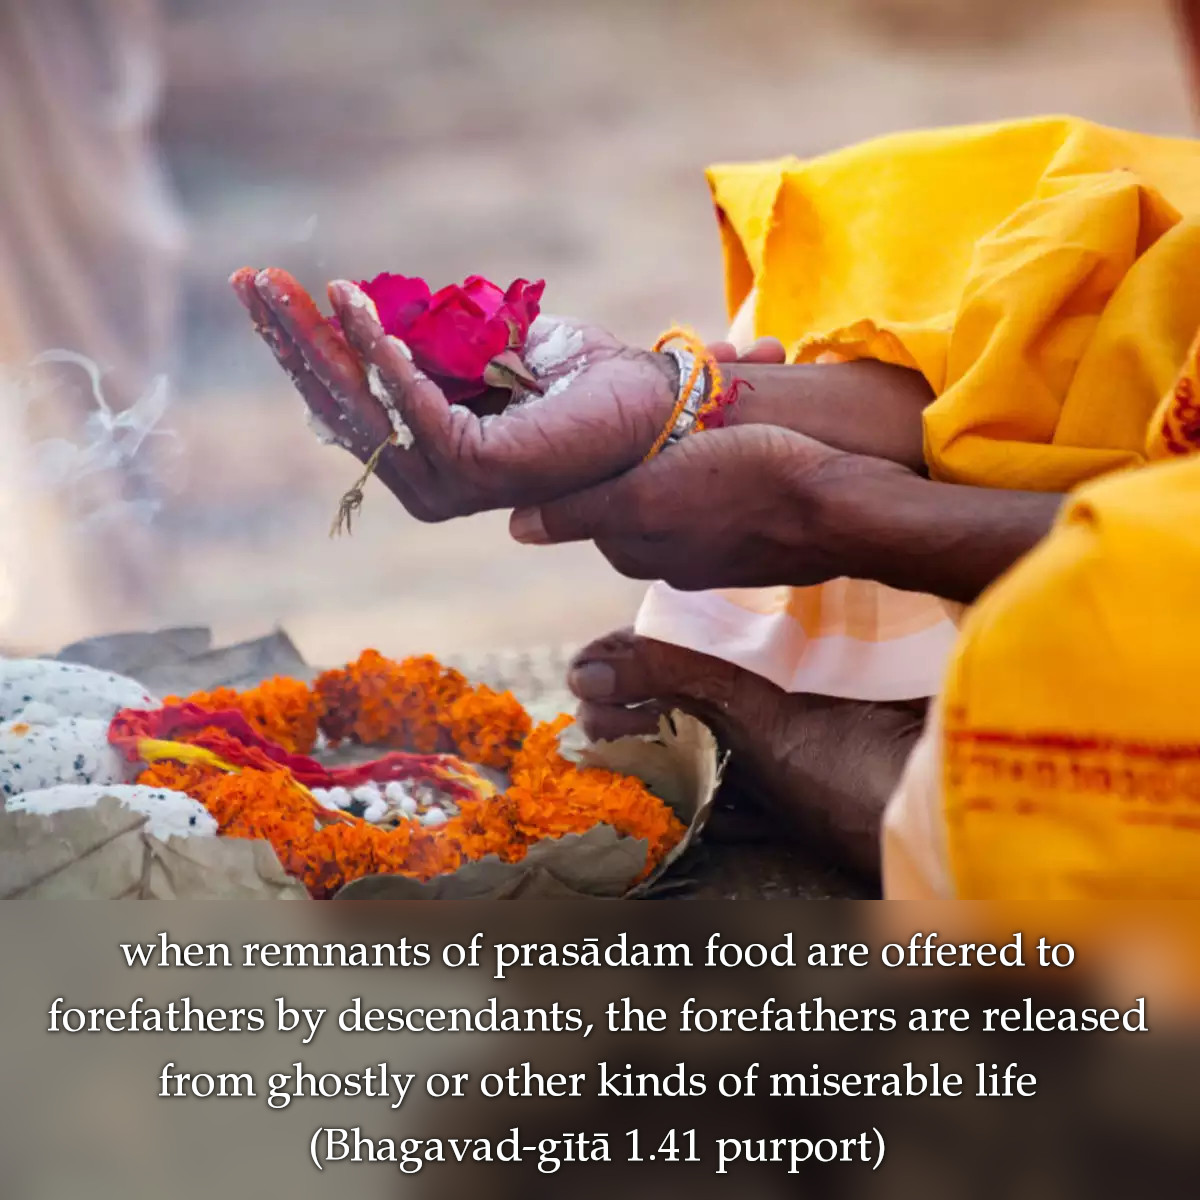 when remnants of prasādam food are offered to
forefathers by descendants, the forefathers are released
from ghostly or other kinds of miserable life
(Bhagavad-gītā 1.41 purport)